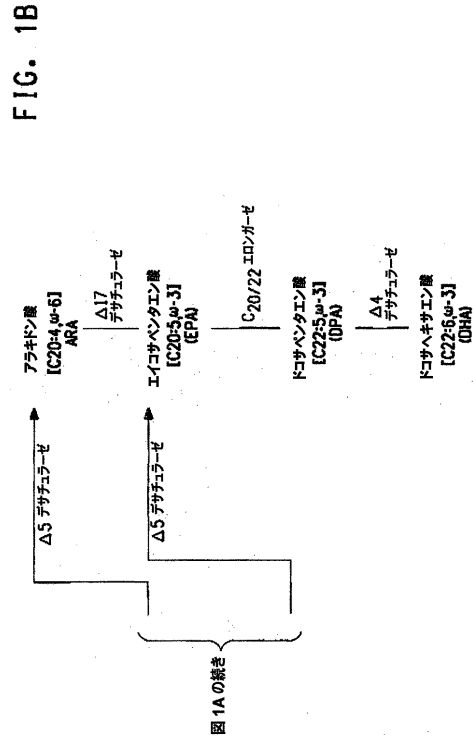 FIG. 1B
アラキドン酸
[C20:4,ω-6]
ARA
Δ17
デサチュラーゼ
エイコサペンタエン酸
[C20:5,ω-3]
(EPA)
C20/22 エロンガーゼ
ドコサペンタエン酸
[C22:5,ω-3]
(DPA)
Δ4
デサチュラーゼ
ドコサヘキサエン酸
[C22:6,ω-3]
(DHA)
Δ5 デサチュラーゼ
Δ5 デサチュラーゼ
図 1A の続き